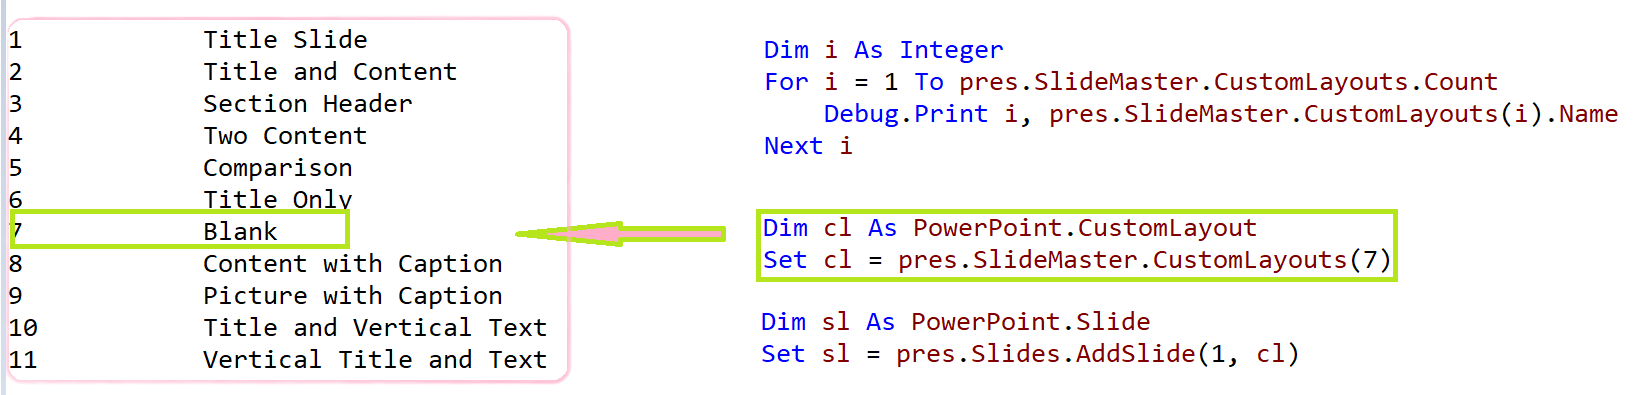 1 Title Slide
2 Title and Content
3 Section Header
4 Two Content
5 Comparison
6 Title Only
7 Blank
8 Content with Caption
9 Picture with Caption
10 Title and Vertical Text
11 Vertical Title and Text
Dim i As Integer
For i = 1 To pres.SlideMaster.CustomLayouts.Count
    Debug.Print i, pres.SlideMaster.CustomLayouts(i).Name
Next i
Dim cl As PowerPoint.CustomLayout
Set cl = pres.SlideMaster.CustomLayouts(7)
Dim sl As PowerPoint.Slide
Set sl = pres.Slides.AddSlide(1, cl)